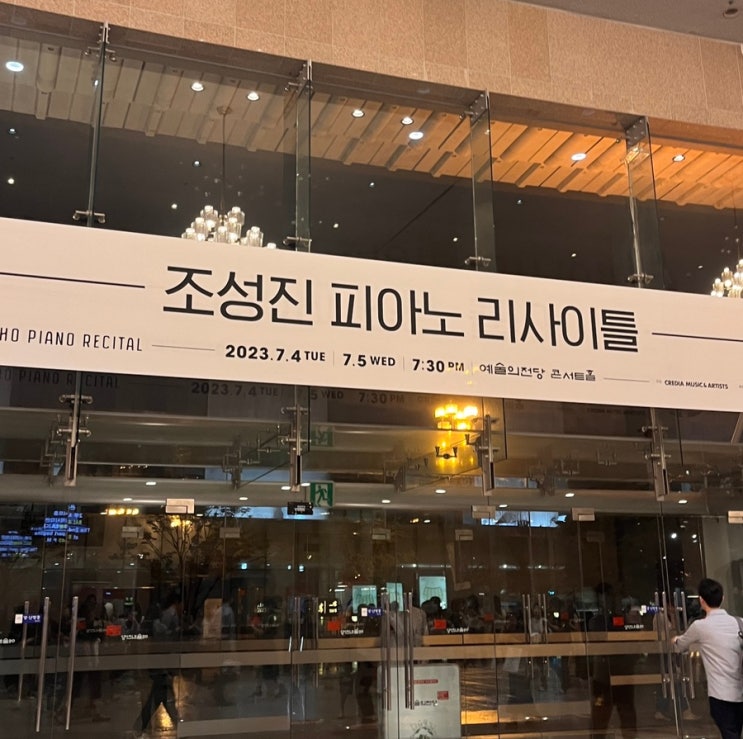 조성진 피아노 리사이틀
HO PIANO RECITAL
2023.7.4 TUE | 7.5 WED | 7:30 PM 예술의전당 콘서트홀
CREDIA MUSIC & ARTISTS